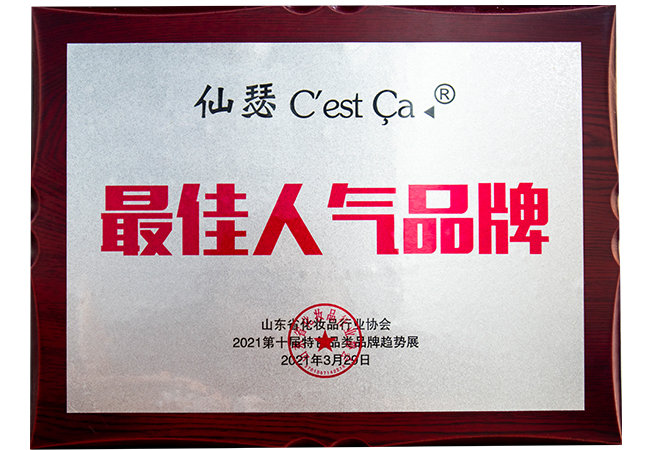 仙瑟 C'est Ça ®
最佳人气品牌
山东省化妆品行业协会
2021第十届特色品类品牌趋势展
2021年3月29日